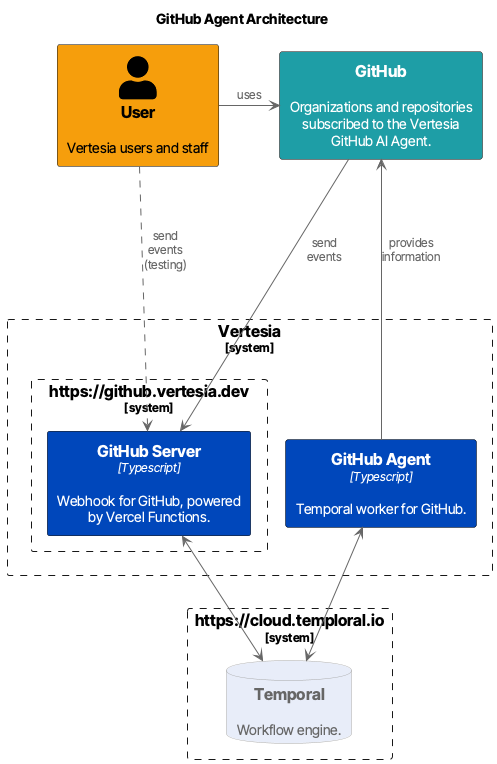 GitHub Agent Architecture
User
Vertesia users and staff
uses
GitHub
Organizations and repositories
subscribed to the Vertesia
GitHub AI Agent.
send
events
(testing)
send
events
provides
information
Vertesia
[system]
https://github.vertesia.dev
[system]
GitHub Server
[Typescript]
Webhook for GitHub, powered
by Vercel Functions.
GitHub Agent
[Typescript]
Temporal worker for GitHub.
https://cloud.temploral.io
[system]
Temporal
Workflow engine.